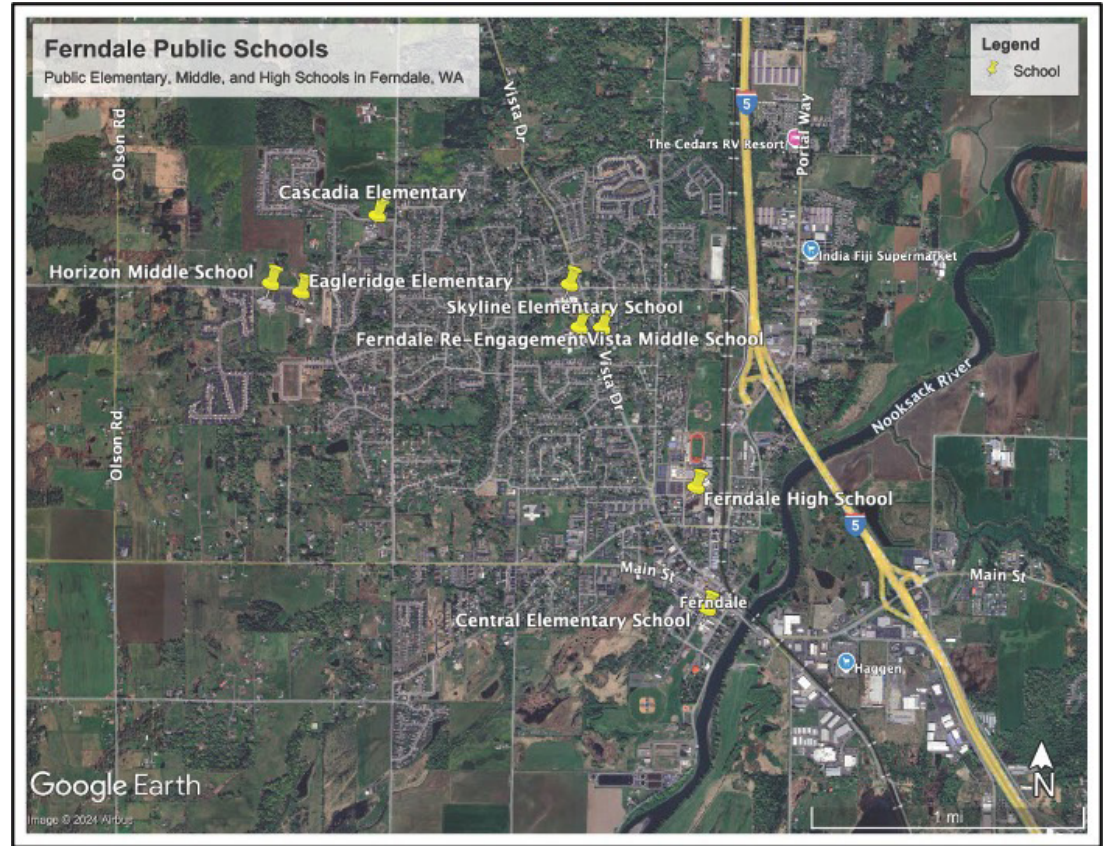 Ferndale Public Schools
Public Elementary, Middle, and High Schools in Ferndale, WA
Legend
School
Olson Rd
Vista Dr
5
Portal Way
The Cedars RV Resort
Cascadia Elementary
India Fiji Supermarket
Horizon Middle School
Eagleridge Elementary
Skyline Elementary School
Ferndale Re-Engagement
Vista Middle School
Vista Dr
Nooksack River
Olson Rd
Ferndale High School
5
Main St
Main St
Ferndale
Central Elementary School
Haggen
N
Google Earth
Image © 2024 Airbus
1 mi